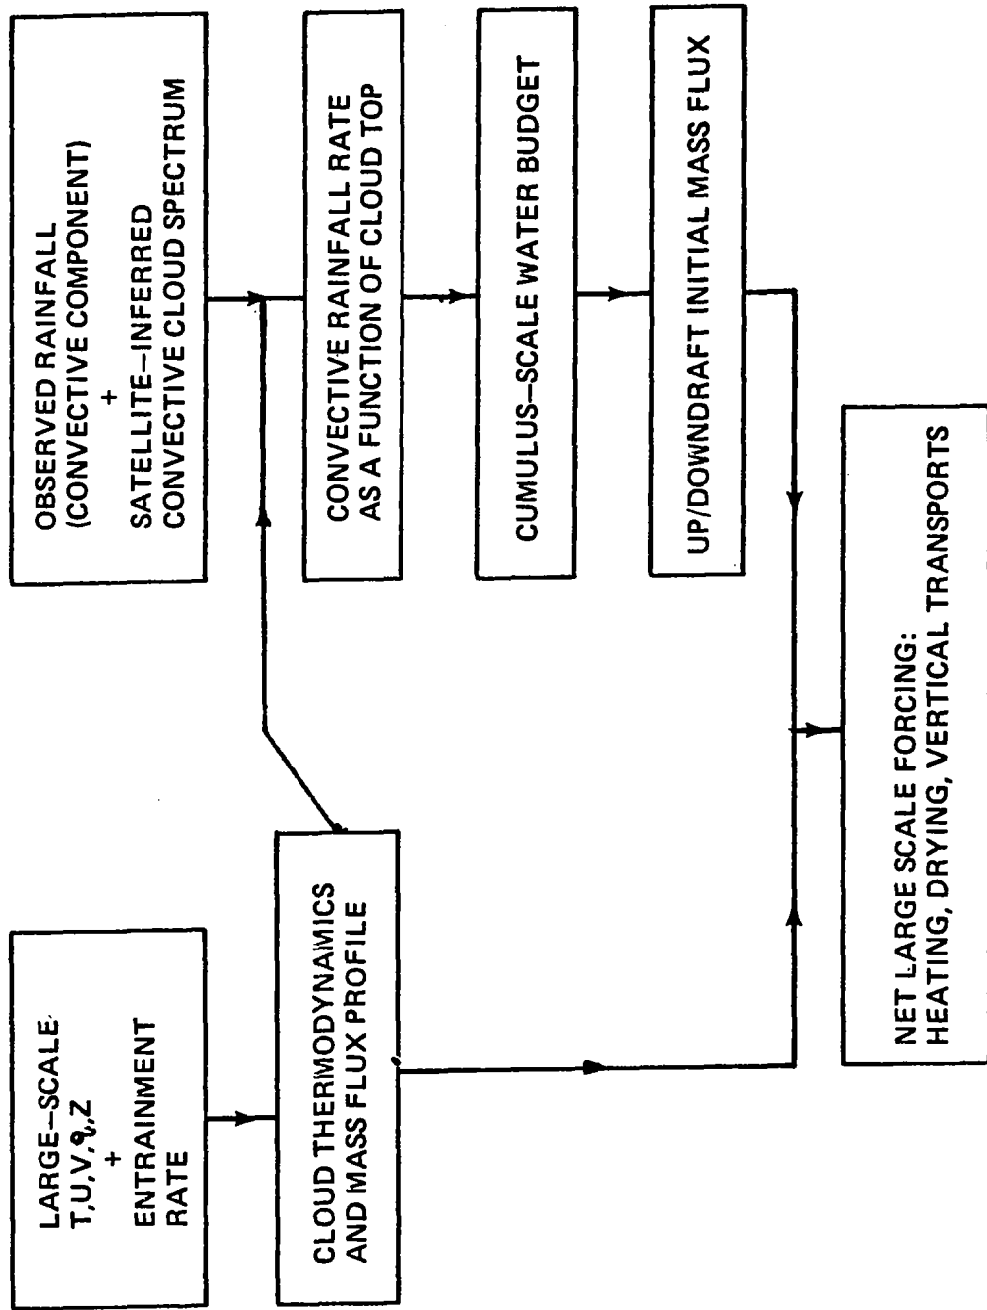 LARGE–SCALE
T,U,V,q,Z
+
ENTRAINMENT
RATE
CLOUD THERMODYNAMICS
AND MASS FLUX PROFILE
OBSERVED RAINFALL
(CONVECTIVE COMPONENT)
+
SATELLITE–INFERRED
CONVECTIVE CLOUD SPECTRUM
CONVECTIVE RAINFALL RATE
AS A FUNCTION OF CLOUD TOP
CUMULUS–SCALE WATER BUDGET
UP/DOWNDRAFT INITIAL MASS FLUX
NET LARGE SCALE FORCING:
HEATING, DRYING, VERTICAL TRANSPORTS